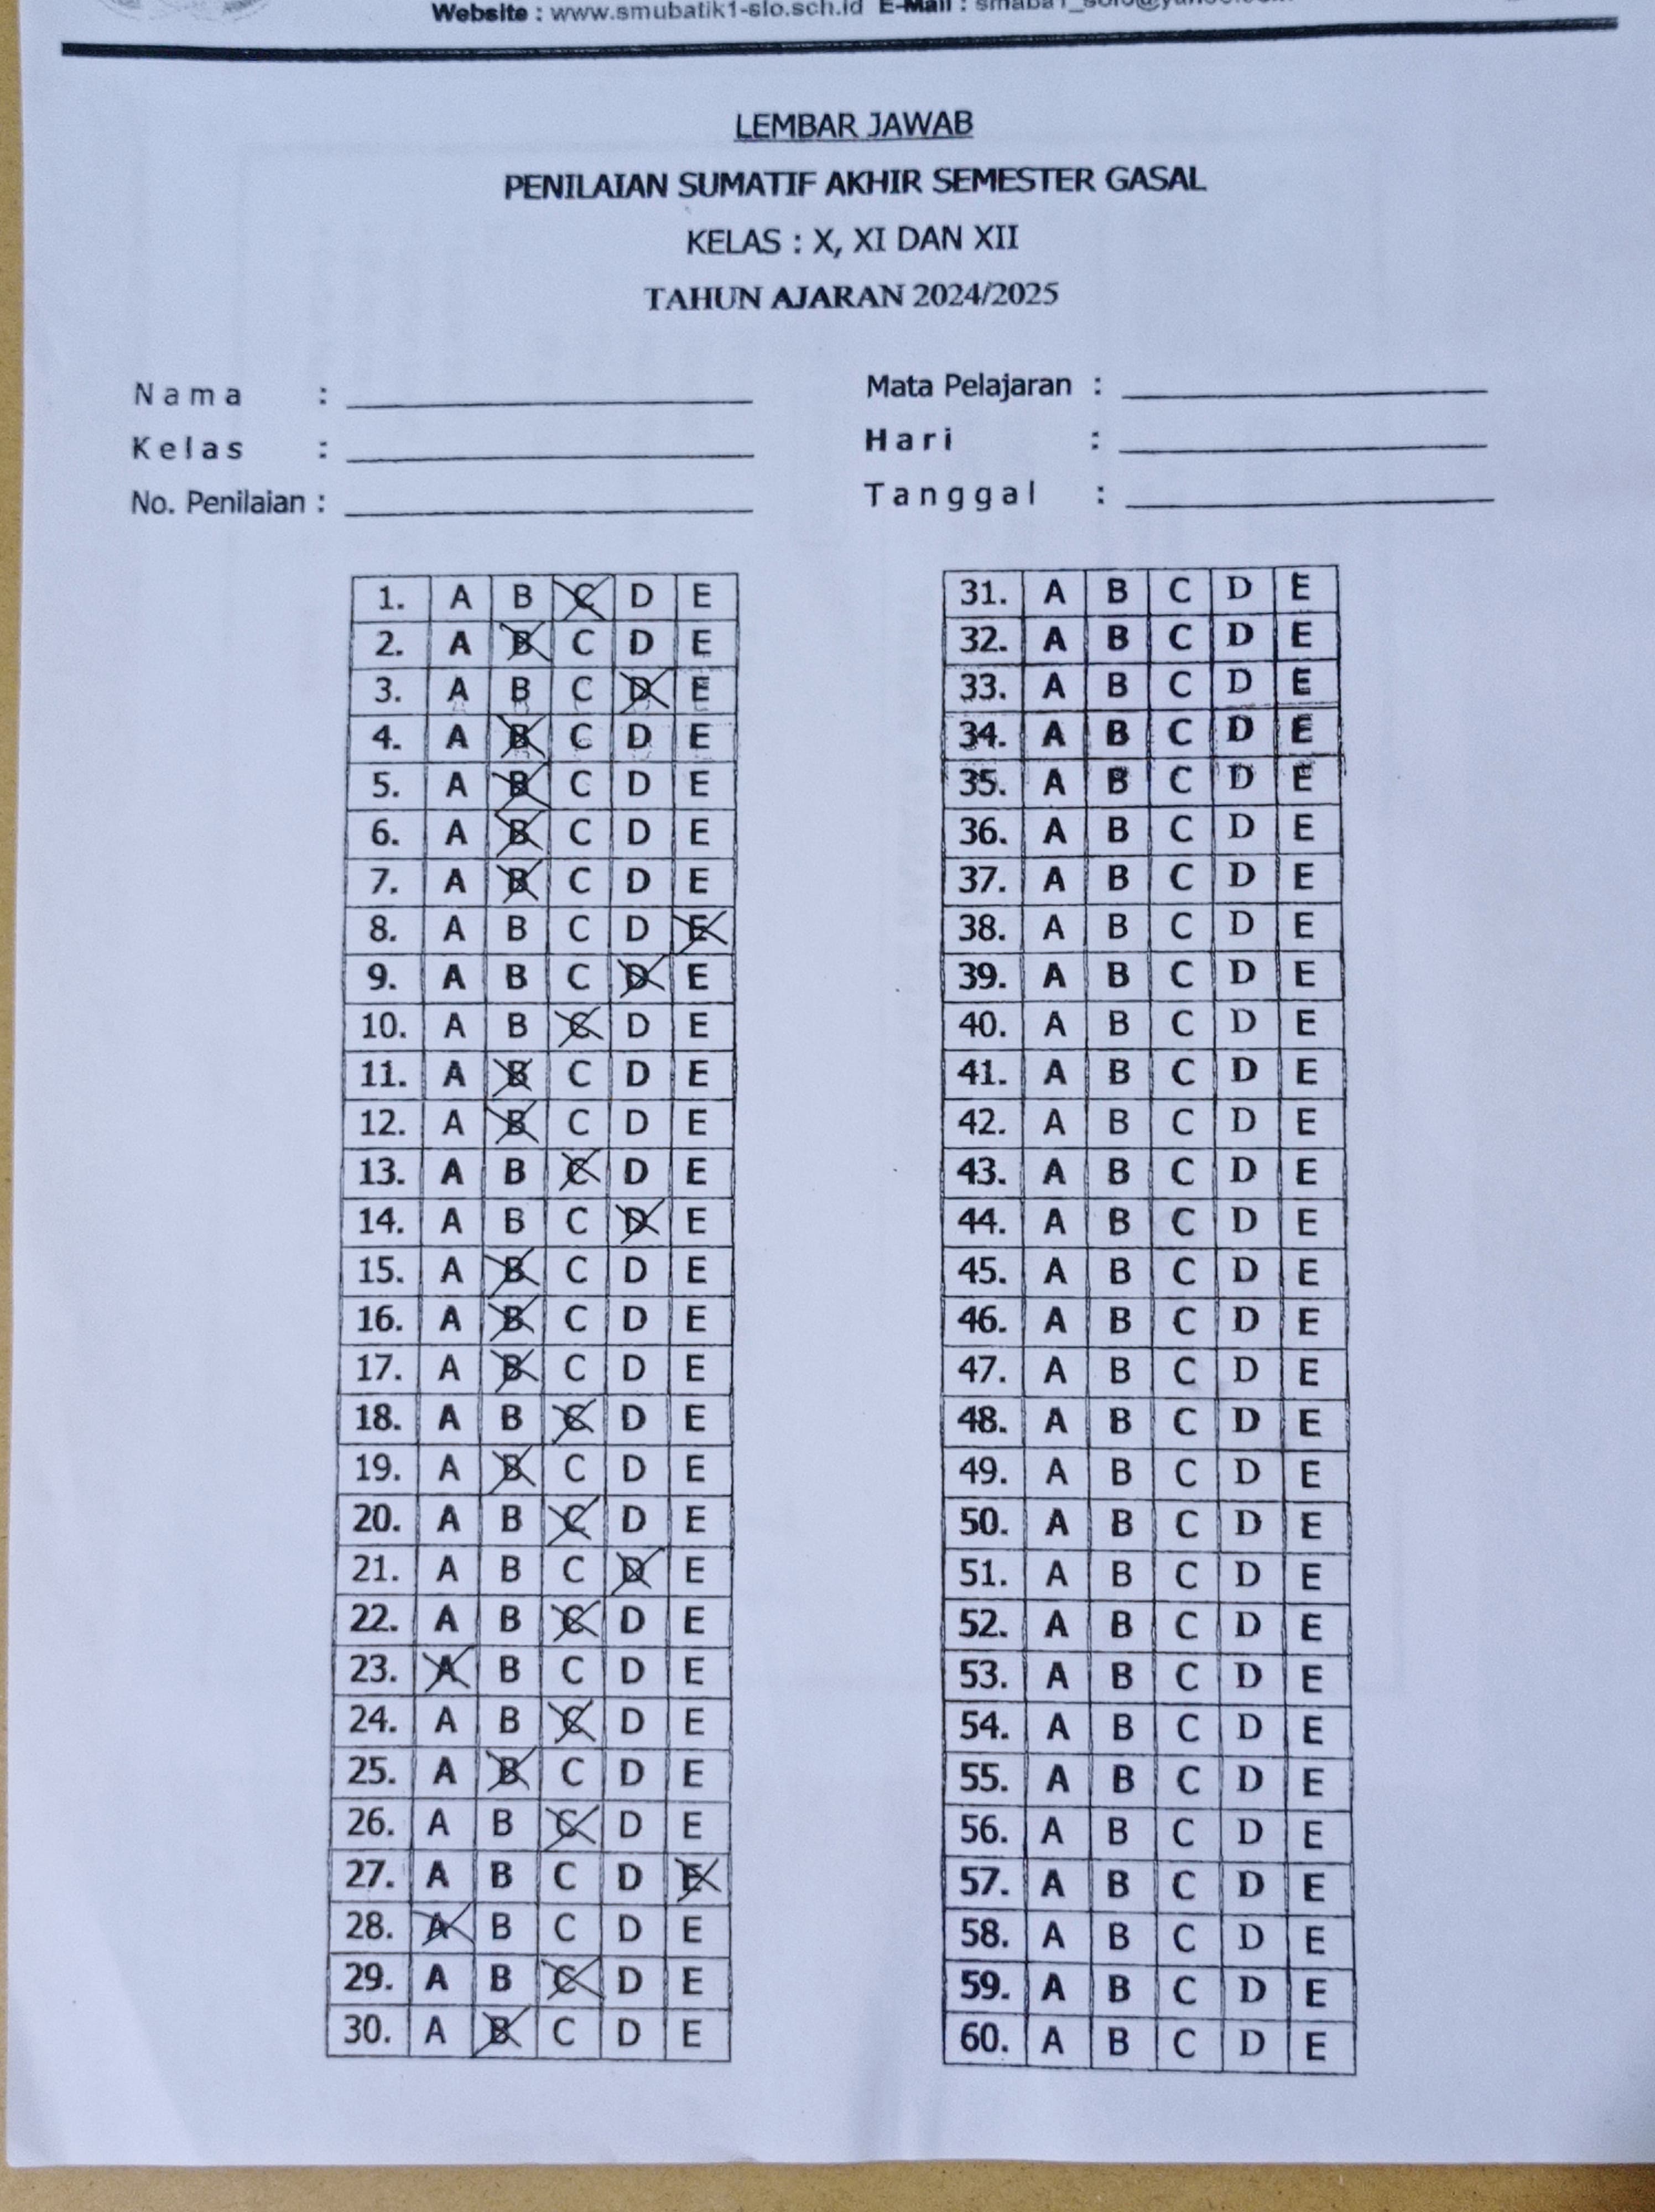 Website : www.smubatik1-slo.sch.id E-Mail :
LEMBAR JAWAB
PENILAIAN SUMATIF AKHIR SEMESTER GASAL
KELAS : X, XI DAN XII
TAHUN AJARAN 2024/2025
Nama : Mata Pelajaran :
Kelas : Hari :
No. Penilaian : Tanggal :
1. A B C D E
2. A B C D E
3. A B C D E
4. A B C D E
5. A B C D E
6. A B C D E
7. A B C D E
8. A B C D E
9. A B C D E
10. A B C D E
11. A B C D E
12. A B C D E
13. A B C D E
14. A B C D E
15. A B C D E
16. A B C D E
17. A B C D E
18. A B C D E
19. A B C D E
20. A B C D E
21. A B C D E
22. A B C D E
23. A B C D E
24. A B C D E
25. A B C D E
26. A B C D E
27. A B C D E
28. A B C D E
29. A B C D E
30. A B C D E
31. A B C D E
32. A B C D E
33. A B C D E
34. A B C D E
35. A B C D E
36. A B C D E
37. A B C D E
38. A B C D E
39. A B C D E
40. A B C D E
41. A B C D E
42. A B C D E
43. A B C D E
44. A B C D E
45. A B C D E
46. A B C D E
47. A B C D E
48. A B C D E
49. A B C D E
50. A B C D E
51. A B C D E
52. A B C D E
53. A B C D E
54. A B C D E
55. A B C D E
56. A B C D E
57. A B C D E
58. A B C D E
59. A B C D E
60. A B C D E